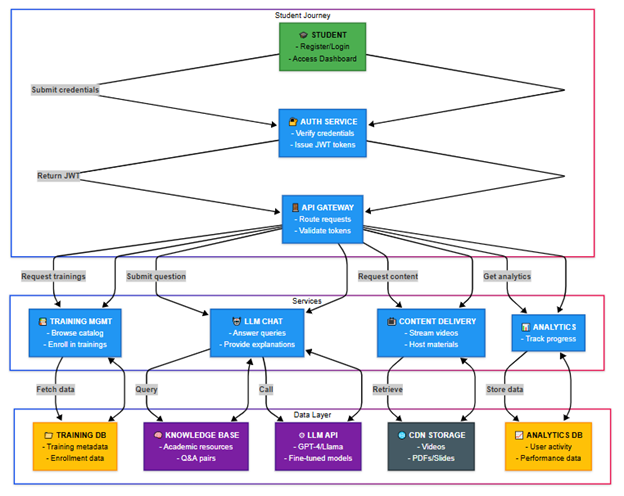 Student Journey
STUDENT
- Register/Login
- Access Dashboard
Submit credentials
AUTH SERVICE
- Verify credentials
- Issue JWT tokens
Return JWT
API GATEWAY
- Route requests
- Validate tokens
Request trainings
Submit question
Request content
Get analytics
Services
TRAINING MGMT
- Browse catalog
- Enroll in trainings
LLM CHAT
- Answer queries
- Provide explanations
CONTENT DELIVERY
- Stream videos
- Host materials
ANALYTICS
- Track progress
Fetch data
Query
Call
Retrieve
Store data
Data Layer
TRAINING DB
- Training metadata
- Enrollment data
KNOWLEDGE BASE
- Academic resources
- Q&A pairs
LLM API
- GPT-4/Llama
- Fine-tuned models
CDN STORAGE
- Videos
- PDFs/Slides
ANALYTICS DB
- User activity
- Performance data